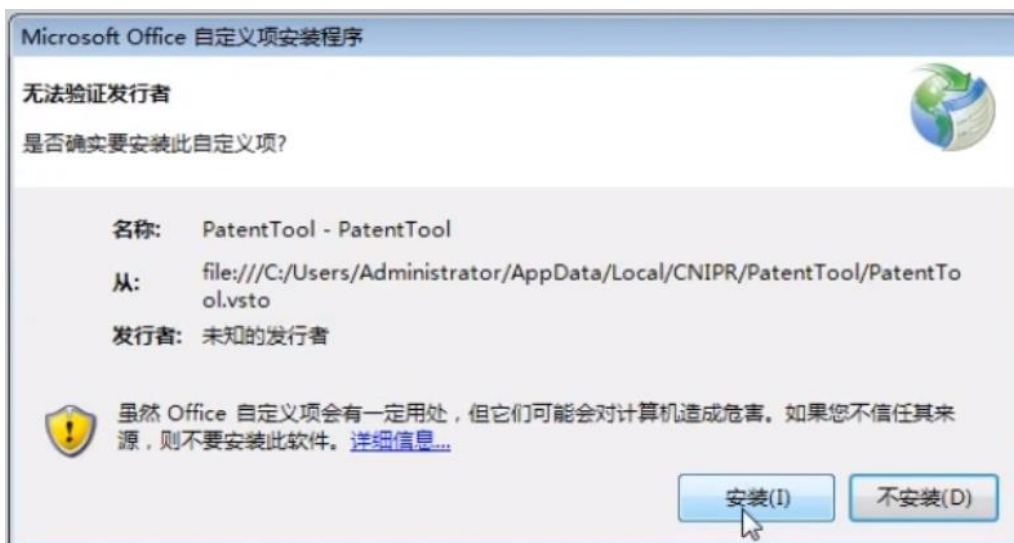 Microsoft Office 自定义项安装程序
无法验证发行者
是否确实要安装此自定义项?
名称: PatentTool - PatentTool
从: file:///C:/Users/Administrator/AppData/Local/CNIPR/PatentTool/PatentTo
ol.vsto
发行者: 未知的发行者
虽然 Office 自定义项会有一定用处，但它们可能会对计算机造成危害。如果您不信任其来
源，则不要安装此软件。详细信息...
安装(I) 不安装(D)